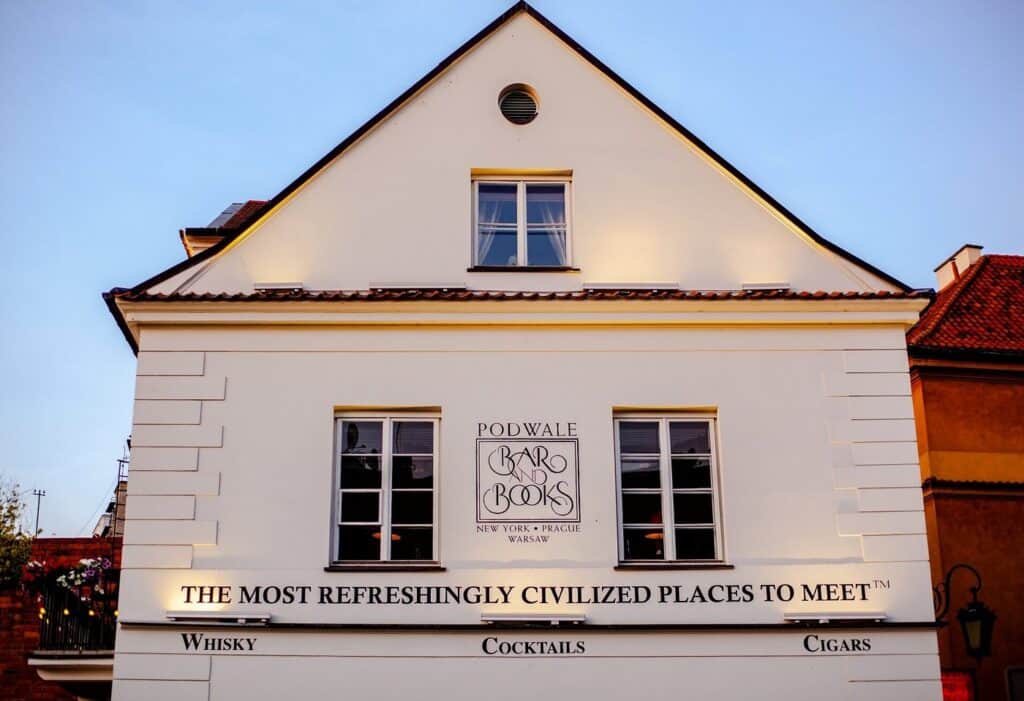 PODWALE
BAR
AND
BOOKS
NEW YORK • PRAGUE
WARSAW
THE MOST REFRESHINGLY CIVILIZED PLACES TO MEET™
WHISKY
COCKTAILS
CIGARS